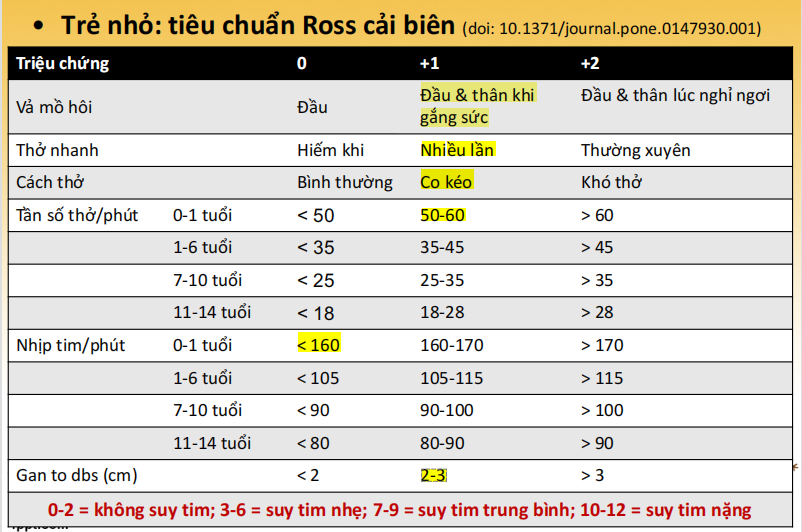 • Trẻ nhỏ: tiêu chuẩn Ross cải biên (doi: 10.1371/journal.pone.0147930.001)
Triệu chứng 0 +1 +2
Vả mồ hôi Đầu Đầu & thân khi gắng sức Đầu & thân lúc nghỉ ngơi
Thở nhanh Hiếm khi Nhiều lần Thường xuyên
Cách thở Bình thường Co kéo Khó thở
Tần số thở/phút 0-1 tuổi < 50 50-60 > 60
1-6 tuổi < 35 35-45 > 45
7-10 tuổi < 25 25-35 > 35
11-14 tuổi < 18 18-28 > 28
Nhịp tim/phút 0-1 tuổi < 160 160-170 > 170
1-6 tuổi < 105 105-115 > 115
7-10 tuổi < 90 90-100 > 100
11-14 tuổi < 80 80-90 > 90
Gan to dbs (cm) < 2 2-3 > 3
0-2 = không suy tim; 3-6 = suy tim nhẹ; 7-9 = suy tim trung bình; 10-12 = suy tim nặng